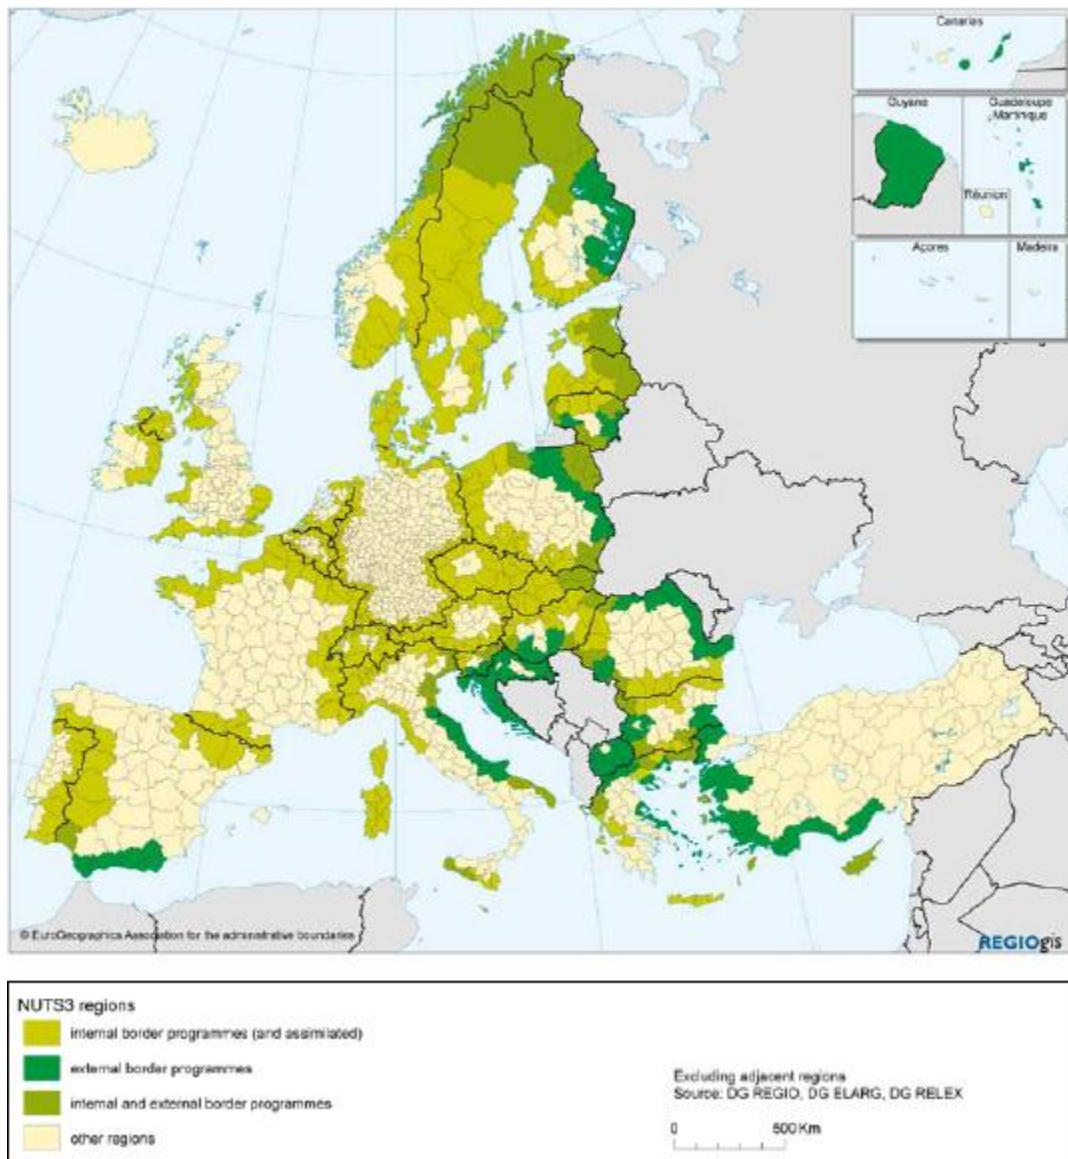 Canarias
Guyane
Guadeloupe
Martinique
Réunion
Açores
Madeira
© EuroGeographics Association for the administrative boundaries
REGIOgis
NUTS3 regions
internal border programmes (and assimilated)
external border programmes
internal and external border programmes
other regions
Excluding adjacent regions
Source: DG REGIO, DG ELARG, DG RELEX
0 500 Km